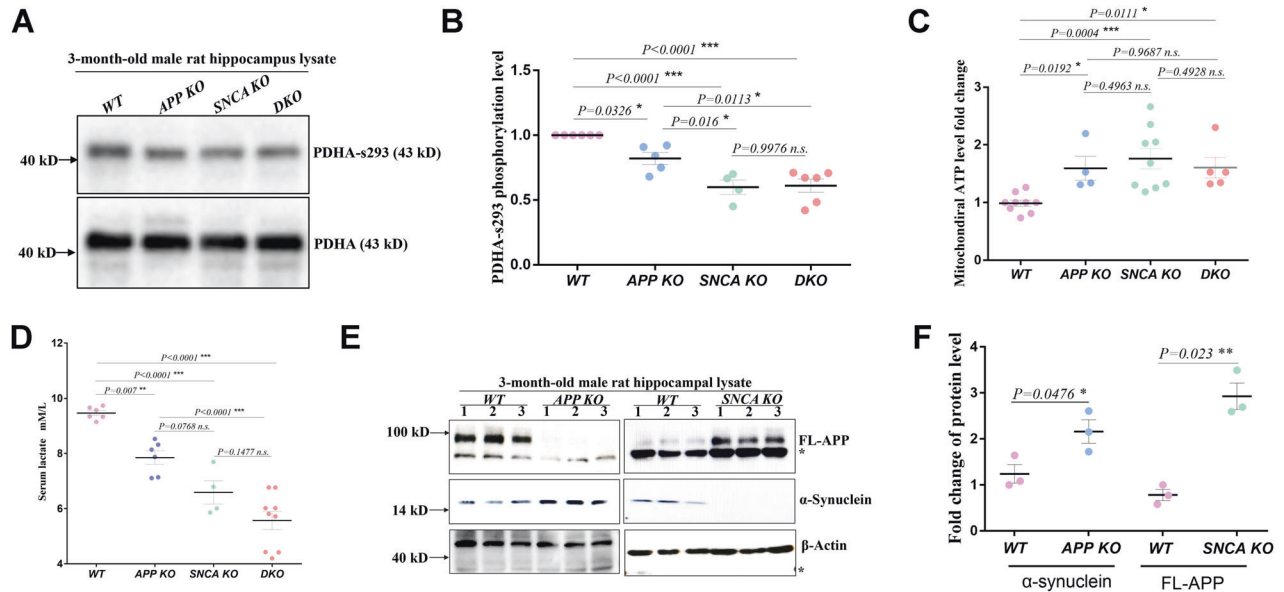 A
3-month-old male rat hippocampus lysate
WT APP KO SNCA KO DKO
40 kD
PDHA-s293 (43 kD)
40 kD
PDHA (43 kD)
B
P<0.0001 ***
P<0.0001 ***
P=0.0326 *
P=0.0113 *
P=0.016 *
P=0.9976 n.s.
PDHA-s293 phosphorylation level
1.5
1.0
0.5
0.0
WT APP KO SNCA KO DKO
C
P=0.0111 *
P=0.0004 ***
P=0.9687 n.s.
P=0.0192 *
P=0.4928 n.s.
P=0.4963 n.s.
Mitochondiral ATP level fold change
3
2
1
0
WT APP KO SNCA KO DKO
D
P<0.0001 ***
P<0.0001 ***
P=0.007 **
P<0.0001 ***
P=0.0768 n.s.
P=0.1477 n.s.
Serum lactate mM/L
12
10
8
6
4
WT APP KO SNCA KO DKO
E
3-month-old male rat hippocampal lysate
WT APP KO WT SNCA KO
1 2 3 1 2 3 1 2 3 1 2 3
100 kD
FL-APP
*
14 kD
α-Synuclein
40 kD
β-Actin
*
F
P=0.023 **
P=0.0476 *
Fold change of protein level
4
3
2
1
0
WT APP KO WT SNCA KO
α-synuclein FL-APP